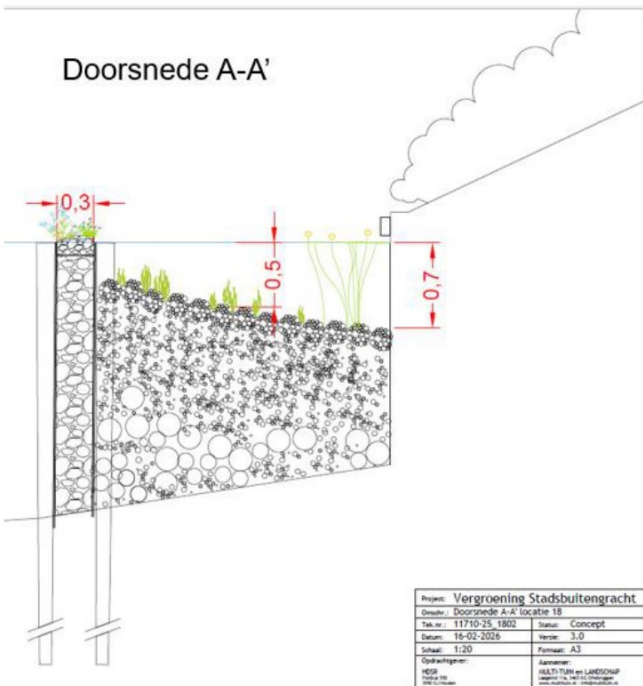 Doorsnede A-A'
0,3
0,5
0,7
Project: Vergroening Stadsbuitengracht
Omschr.: Doorsnede A-A' locatie 18
Tek.nr.: 11710-25_1802 Status: Concept
Datum: 16-02-2026 Versie: 3.0
Schaal: 1:20 Formaat: A3
Opdrachtgever: Aannemer:
HDSR MULTI-TUIN en LANDSCHAP